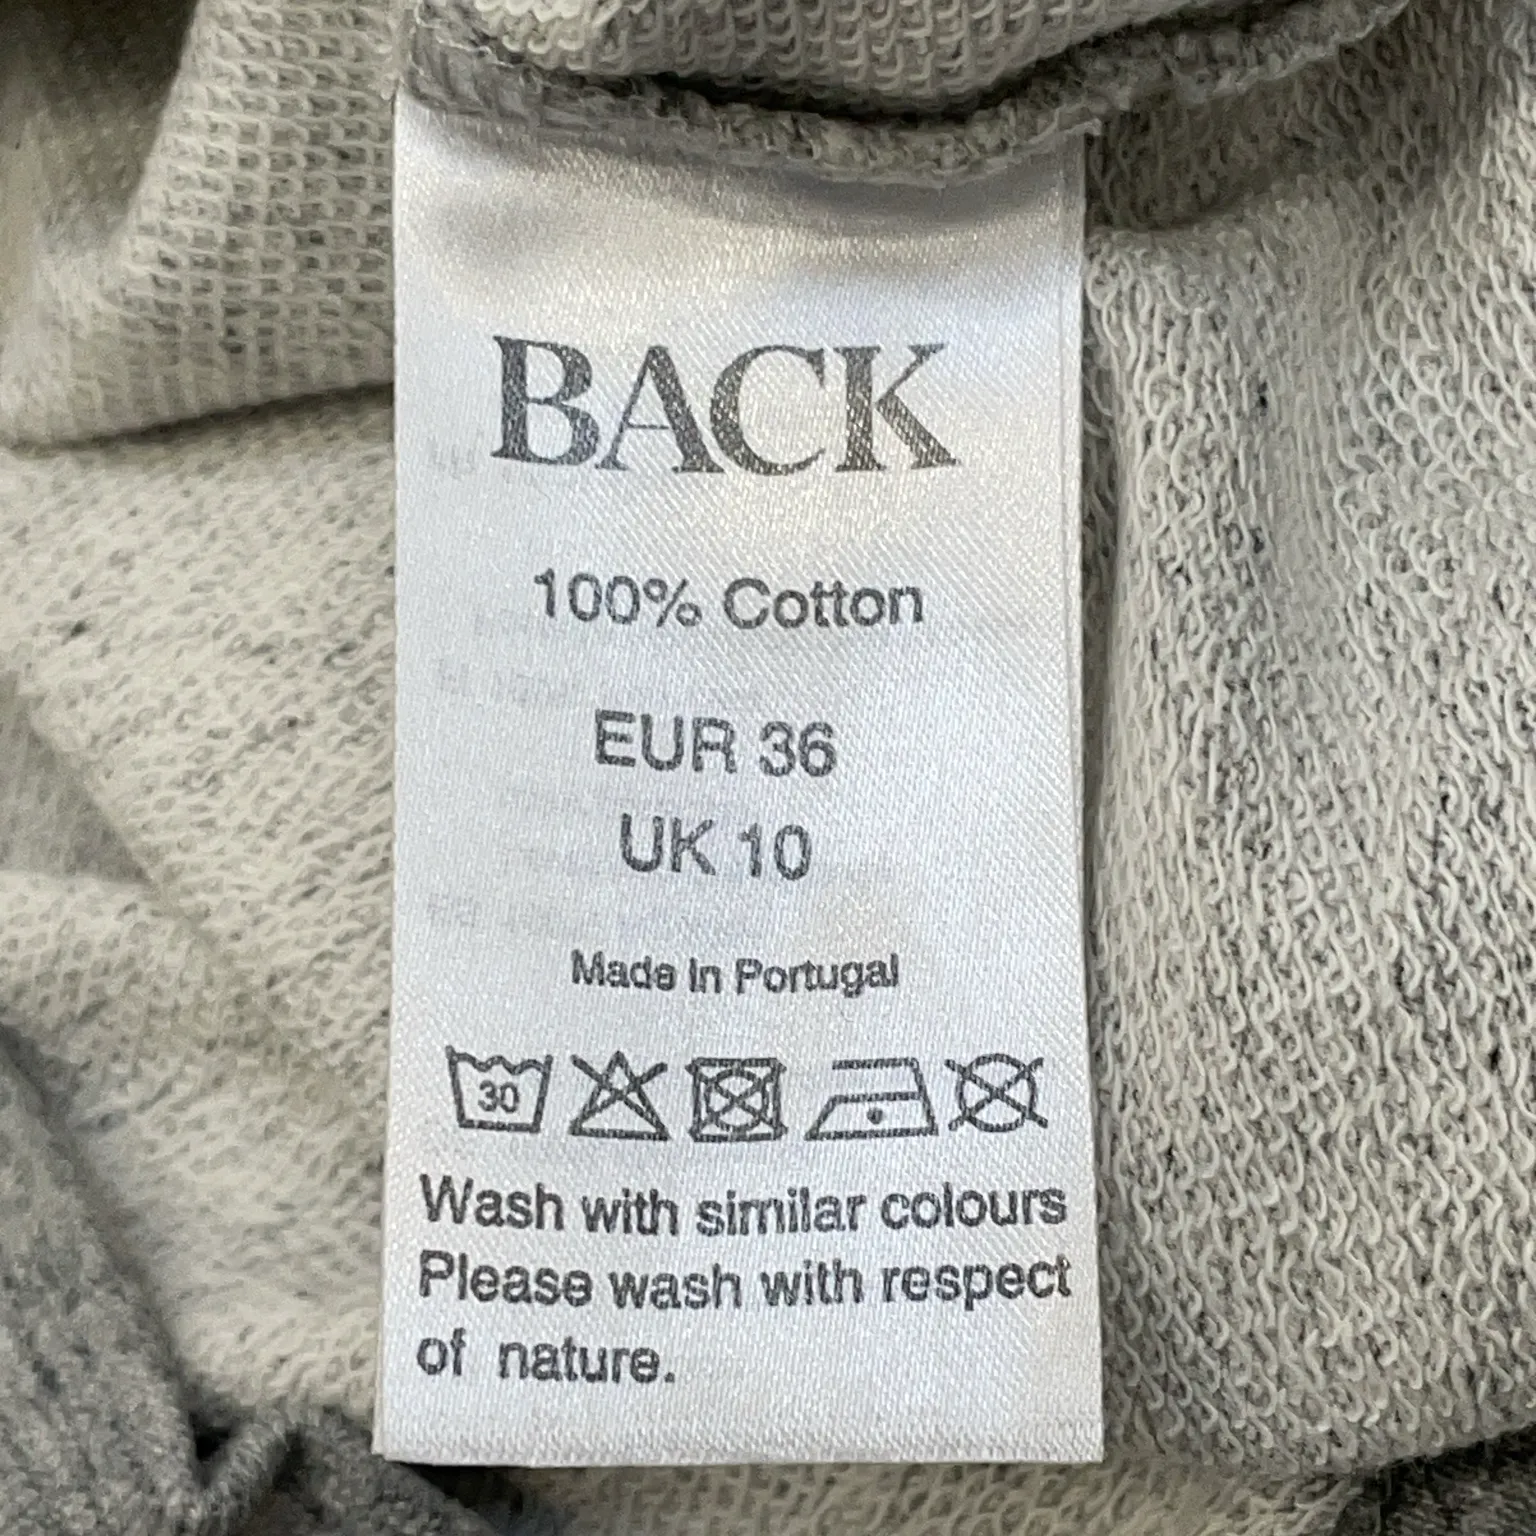 BACK
100% Cotton
EUR 36
UK 10
Made In Portugal
30
Wash with similar colours
Please wash with respect
of nature.